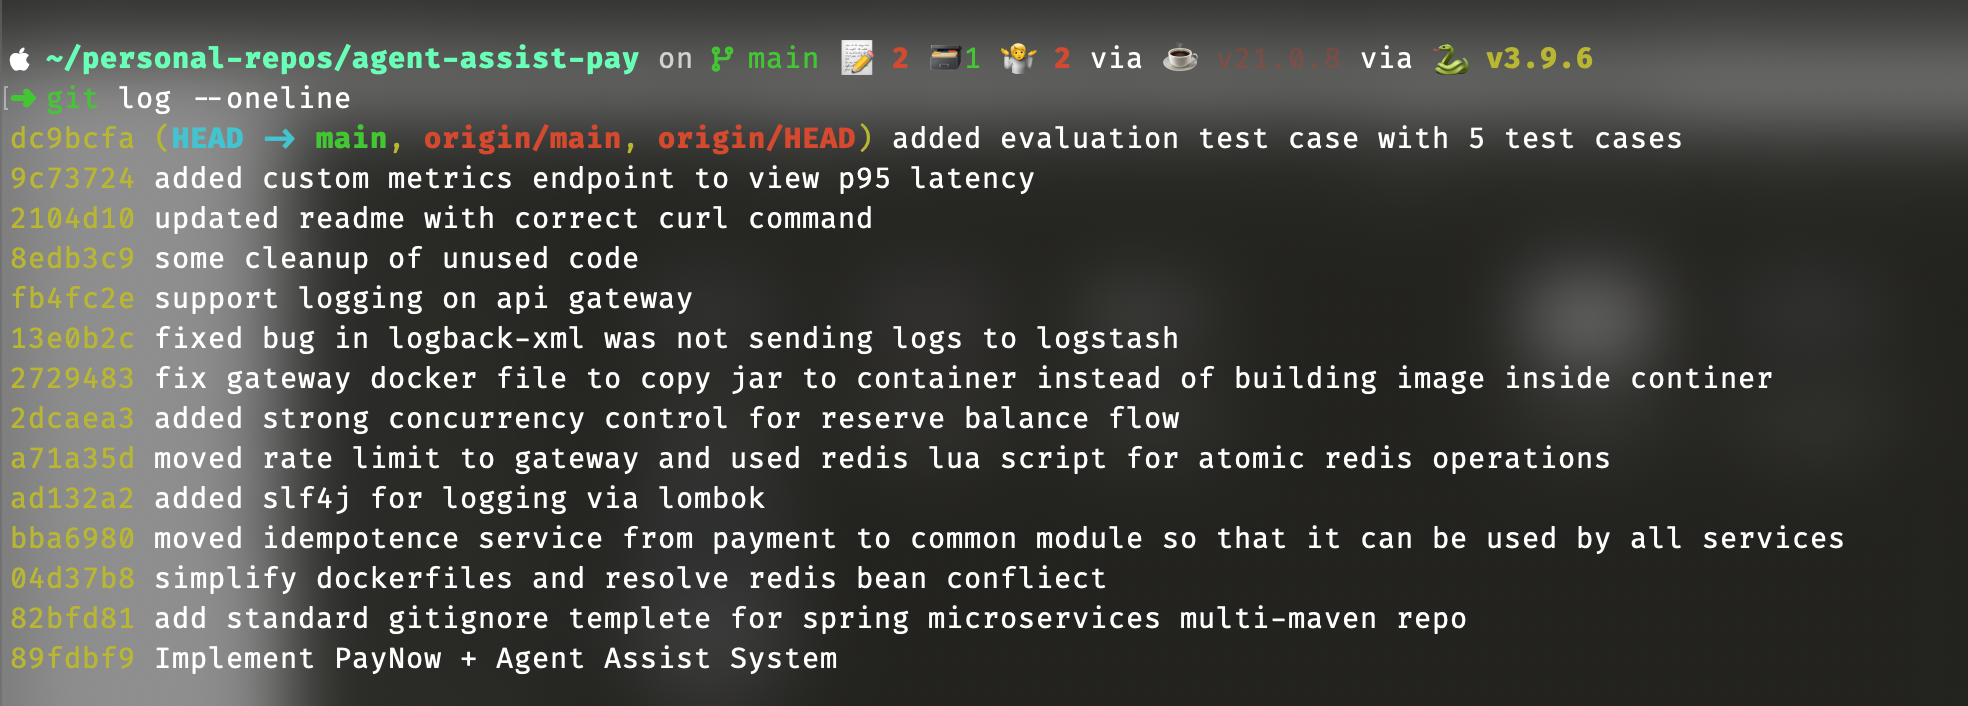 ~/personal-repos/agent-assist-pay on main 📝 2 🗃️1 🤷 2 via ☕ v21.0.8 via 🐍 v3.9.6
➜ git log --oneline
dc9bcfa (HEAD -> main, origin/main, origin/HEAD) added evaluation test case with 5 test cases
9c73724 added custom metrics endpoint to view p95 latency
2104d10 updated readme with correct curl command
8edb3c9 some cleanup of unused code
fb4fc2e support logging on api gateway
13e0b2c fixed bug in logback-xml was not sending logs to logstash
2729483 fix gateway docker file to copy jar to container instead of building image inside continer
2dcaea3 added strong concurrency control for reserve balance flow
a71a35d moved rate limit to gateway and used redis lua script for atomic redis operations
ad132a2 added slf4j for logging via lombok
bba6980 moved idempotence service from payment to common module so that it can be used by all services
04d37b8 simplify dockerfiles and resolve redis bean confliect
82bfd81 add standard gitignore templete for spring microservices multi-maven repo
89fdbf9 Implement PayNow + Agent Assist System